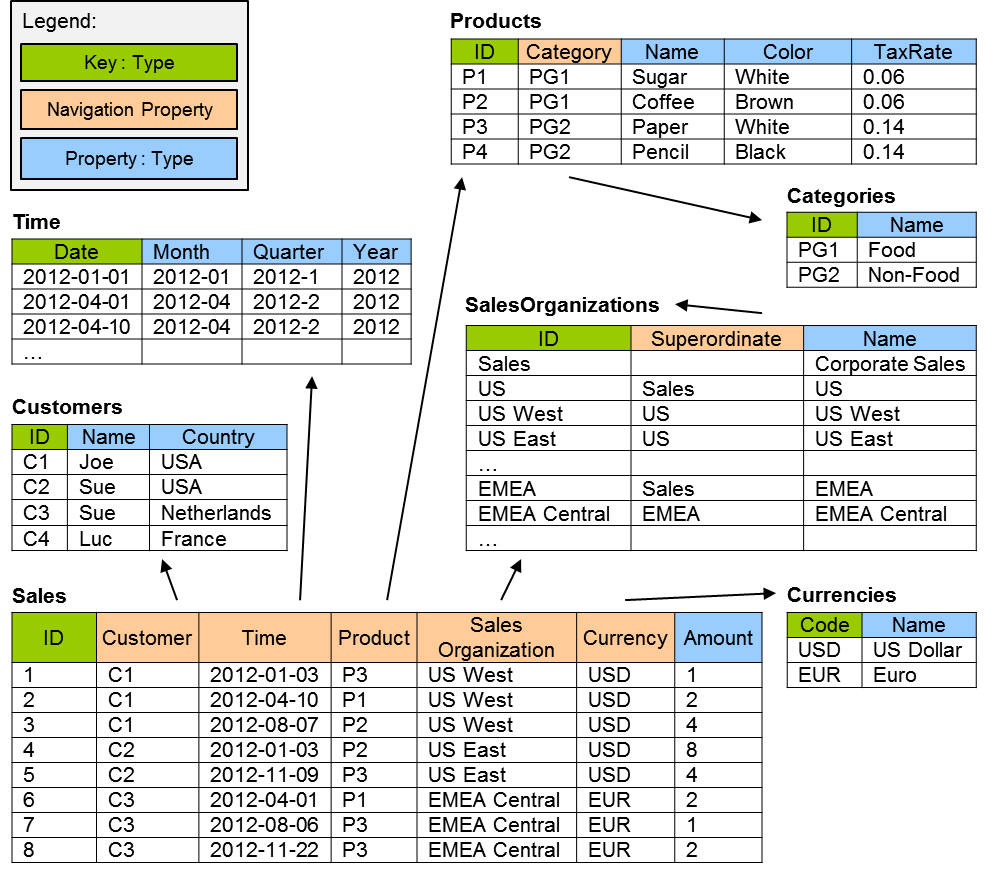 Legend:
Key : Type
Navigation Property
Property : Type
Products
ID Category Name Color TaxRate
P1 PG1 Sugar White 0.06
P2 PG1 Coffee Brown 0.06
P3 PG2 Paper White 0.14
P4 PG2 Pencil Black 0.14
Categories
ID Name
PG1 Food
PG2 Non-Food
Time
Date Month Quarter Year
2012-01-01 2012-01 2012-1 2012
2012-04-01 2012-04 2012-2 2012
2012-04-10 2012-04 2012-2 2012
…
SalesOrganizations
ID Superordinate Name
Sales Corporate Sales
US Sales US
US West US US West
US East US US East
…
EMEA Sales EMEA
EMEA Central EMEA EMEA Central
…
Customers
ID Name Country
C1 Joe USA
C2 Sue USA
C3 Sue Netherlands
C4 Luc France
Sales
ID Customer Time Product Sales Organization Currency Amount
1 C1 2012-01-03 P3 US West USD 1
2 C1 2012-04-10 P1 US West USD 2
3 C1 2012-08-07 P2 US West USD 4
4 C2 2012-01-03 P2 US East USD 8
5 C2 2012-11-09 P3 US East USD 4
6 C3 2012-04-01 P1 EMEA Central EUR 2
7 C3 2012-08-06 P3 EMEA Central EUR 1
8 C3 2012-11-22 P3 EMEA Central EUR 2
Currencies
Code Name
USD US Dollar
EUR Euro